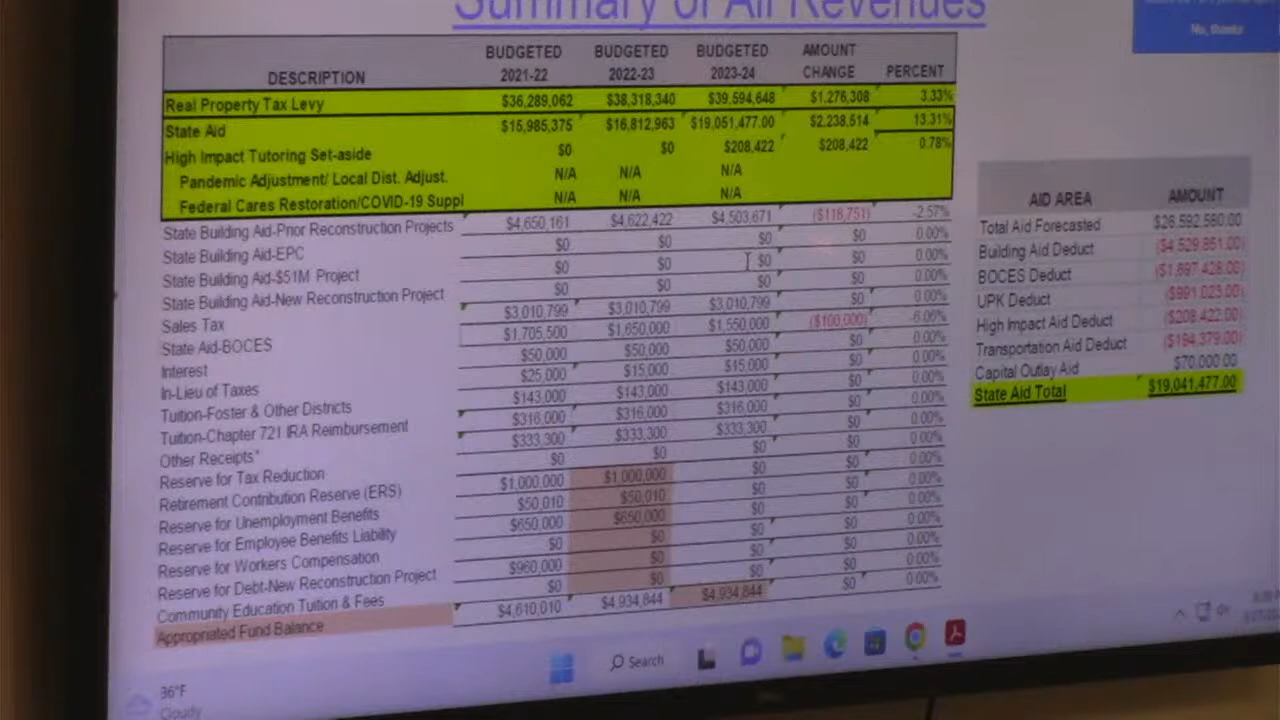 Summary of All Revenues
No, thanks
DESCRIPTION BUDGETED 2021-22 BUDGETED 2022-23 BUDGETED 2023-24 AMOUNT CHANGE PERCENT
Real Property Tax Levy $36,289,062 $38,318,340 $39,594,648 $1,276,308 3.33%
State Aid $15,985,375 $16,812,963 $19,051,477.00 $2,238,514 13.31%
High Impact Tutoring Set-aside $0 $0 $208,422 $208,422 0.78%
Pandemic Adjustment/ Local Dist. Adjust. N/A N/A N/A
Federal Cares Restoration/COVID-19 Suppl N/A N/A N/A
State Building Aid-Prior Reconstruction Projects $4,650,161 $4,622,422 $4,503,671 ($118,751) -2.57%
State Building Aid-EPC $0 $0 $0 $0 0.00%
State Building Aid-$51M Project $0 $0 $0 $0 0.00%
State Building Aid-New Reconstruction Project $0 $0 $0 $0 0.00%
Sales Tax $3,010,799 $3,010,799 $3,010,799 $0 0.00%
State Aid-BOCES $1,705,500 $1,650,000 $1,550,000 ($100,000) -6.06%
Interest $50,000 $50,000 $50,000 $0 0.00%
In-Lieu of Taxes $25,000 $15,000 $15,000 $0 0.00%
Tuition-Foster & Other Districts $143,000 $143,000 $143,000 $0 0.00%
Tuition-Chapter 721 IRA Reimbursement $316,000 $316,000 $316,000 $0 0.00%
Other Receipts* $333,300 $333,300 $333,300 $0 0.00%
Reserve for Tax Reduction $0 $0 $0 $0 0.00%
Retirement Contribution Reserve (ERS) $1,000,000 $1,000,000 $0 $0 0.00%
Reserve for Unemployment Benefits $50,010 $50,010 $0 $0 0.00%
Reserve for Employee Benefits Liability $650,000 $650,000 $0 $0 0.00%
Reserve for Workers Compensation $0 $0 $0 $0 0.00%
Reserve for Debt-New Reconstruction Project $960,000 $0 $0 $0 0.00%
Community Education Tuition & Fees $0 $0 $0 $0 0.00%
Appropriated Fund Balance $4,610,010 $4,934,844 $4,934,844 $0 0.00%
AID AREA AMOUNT
Total Aid Forecasted $26,592,580.00
Building Aid Deduct ($4,529,851.00)
BOCES Deduct ($1,697,428.00)
UPK Deduct ($991,023.00)
High Impact Aid Deduct ($208,422.00)
Transportation Aid Deduct ($194,379.00)
Capital Outlay Aid $70,000.00
State Aid Total $19,041,477.00
Search
36°F
Cloudy